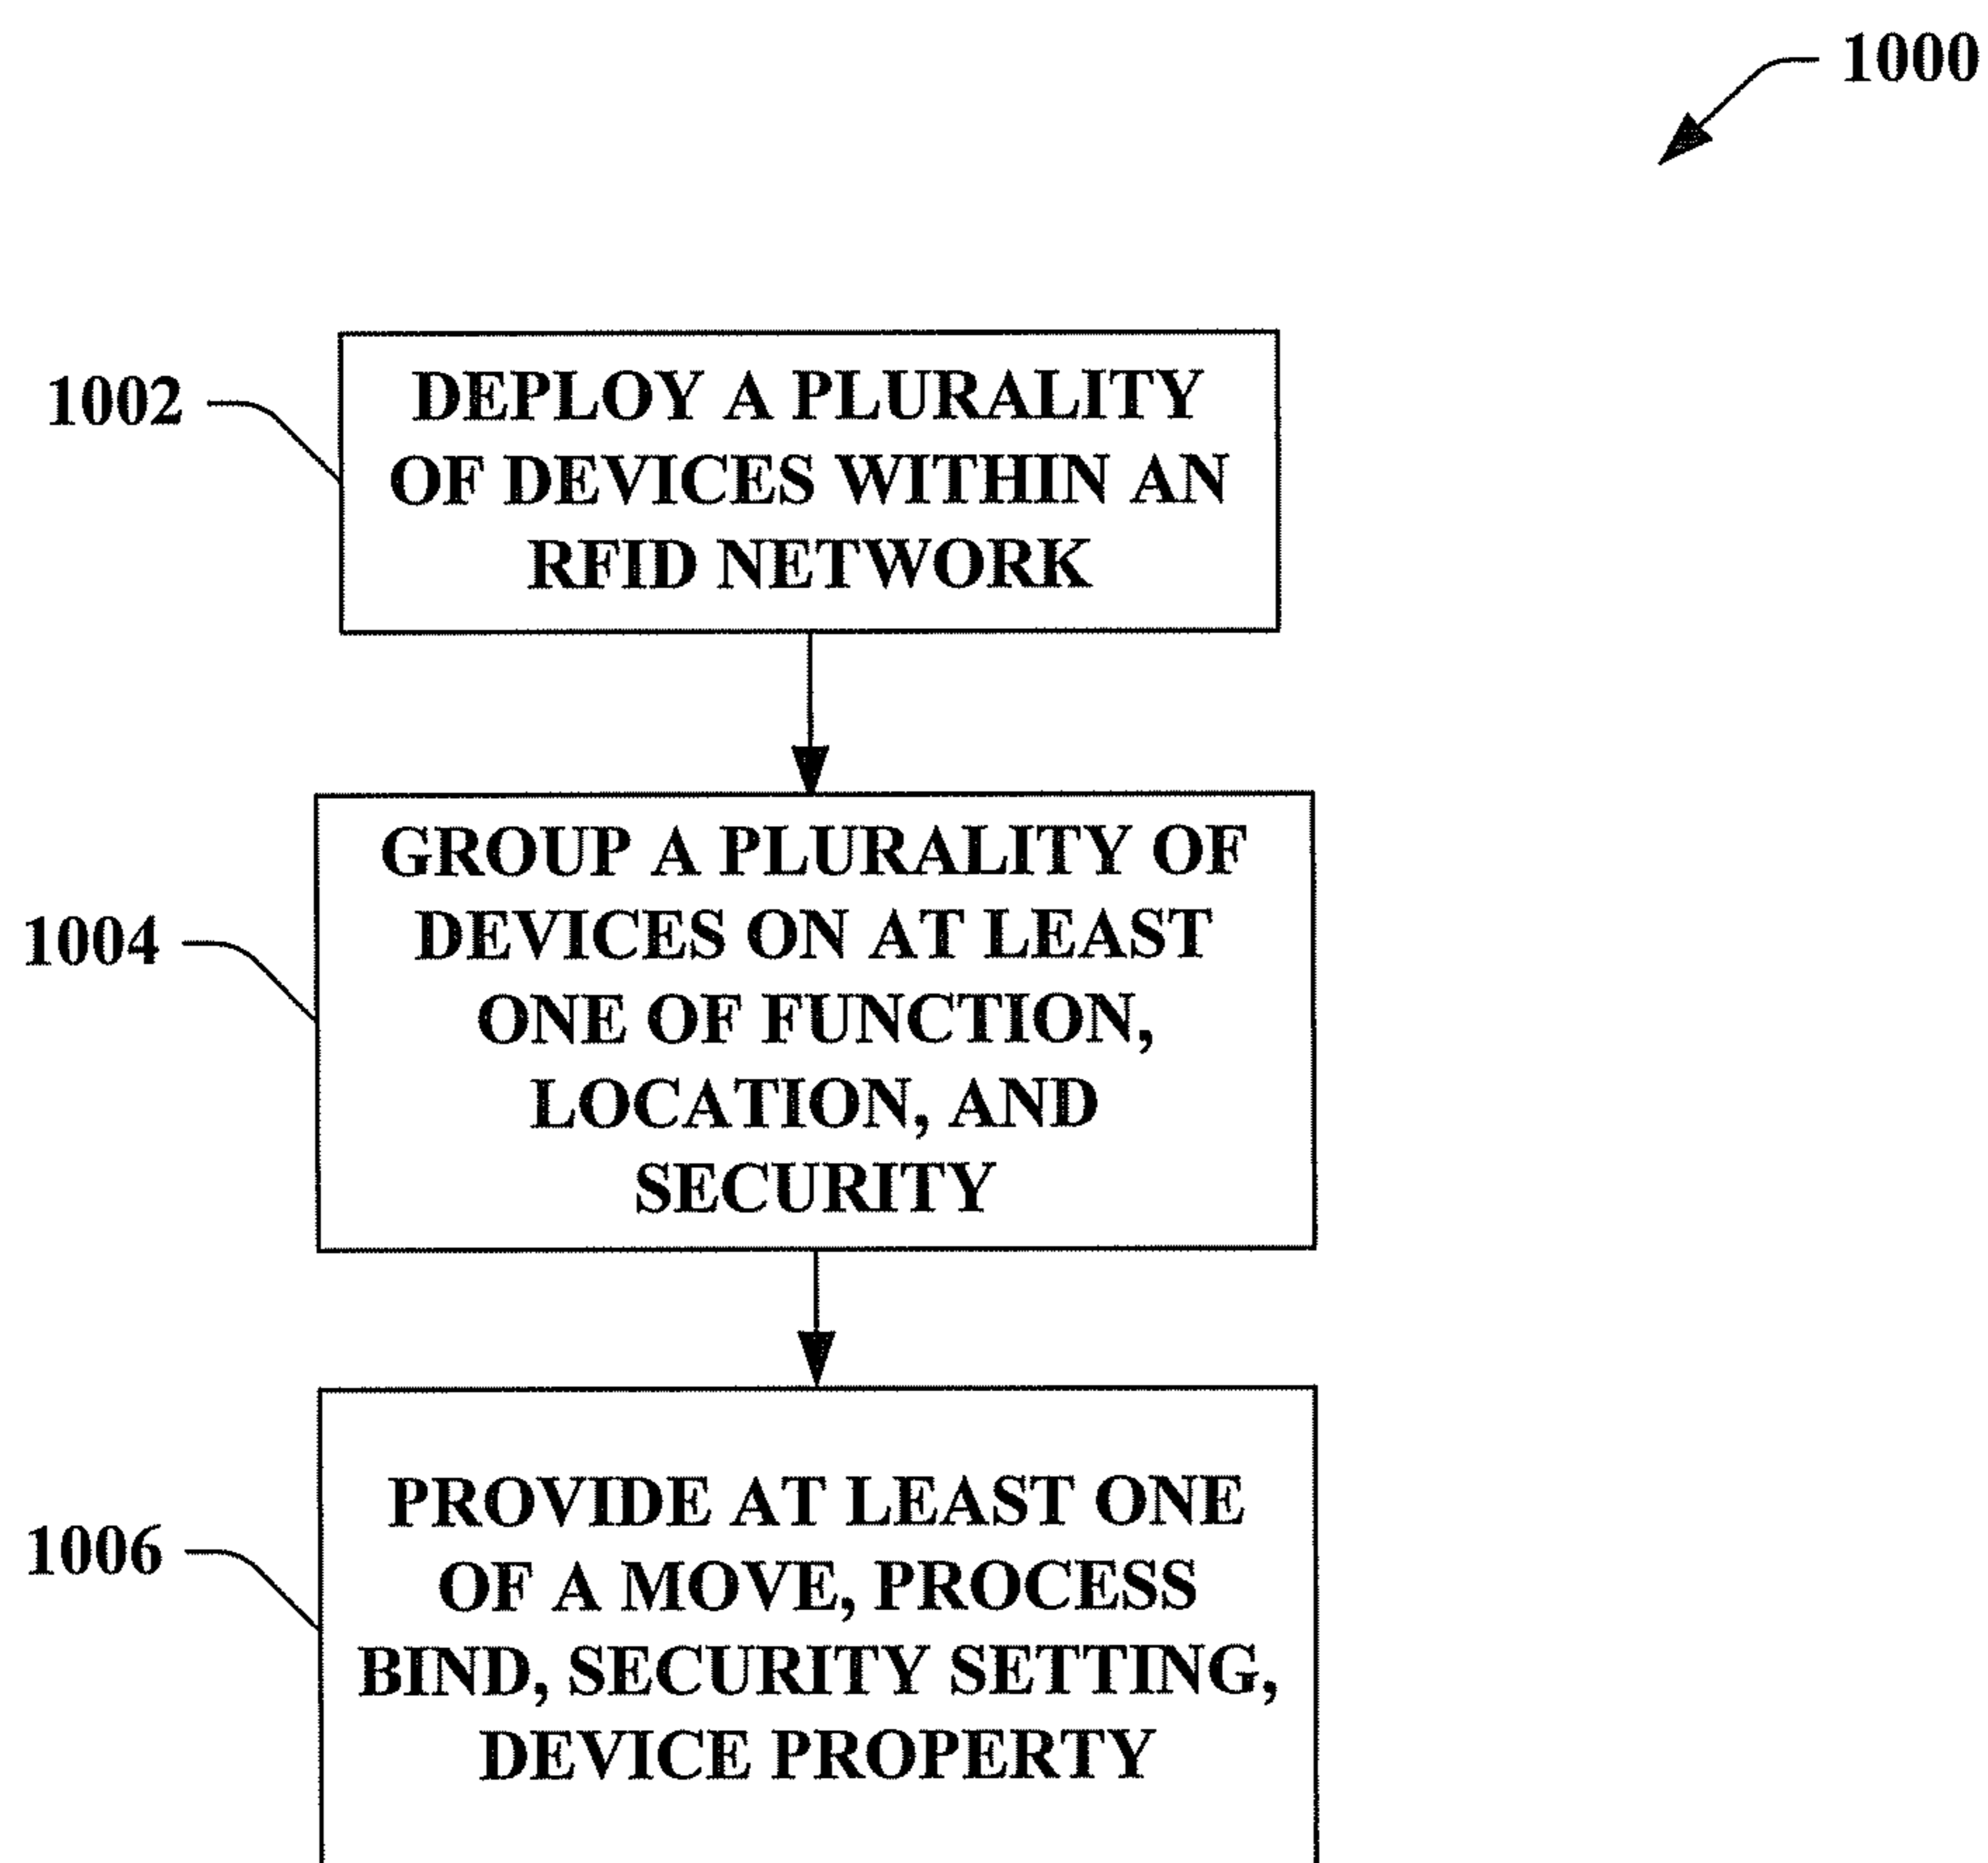 1000
1002
DEPLOY A PLURALITY
OF DEVICES WITHIN AN
RFID NETWORK
1004
GROUP A PLURALITY OF
DEVICES ON AT LEAST
ONE OF FUNCTION,
LOCATION, AND
SECURITY
1006
PROVIDE AT LEAST ONE
OF A MOVE, PROCESS
BIND, SECURITY SETTING,
DEVICE PROPERTY